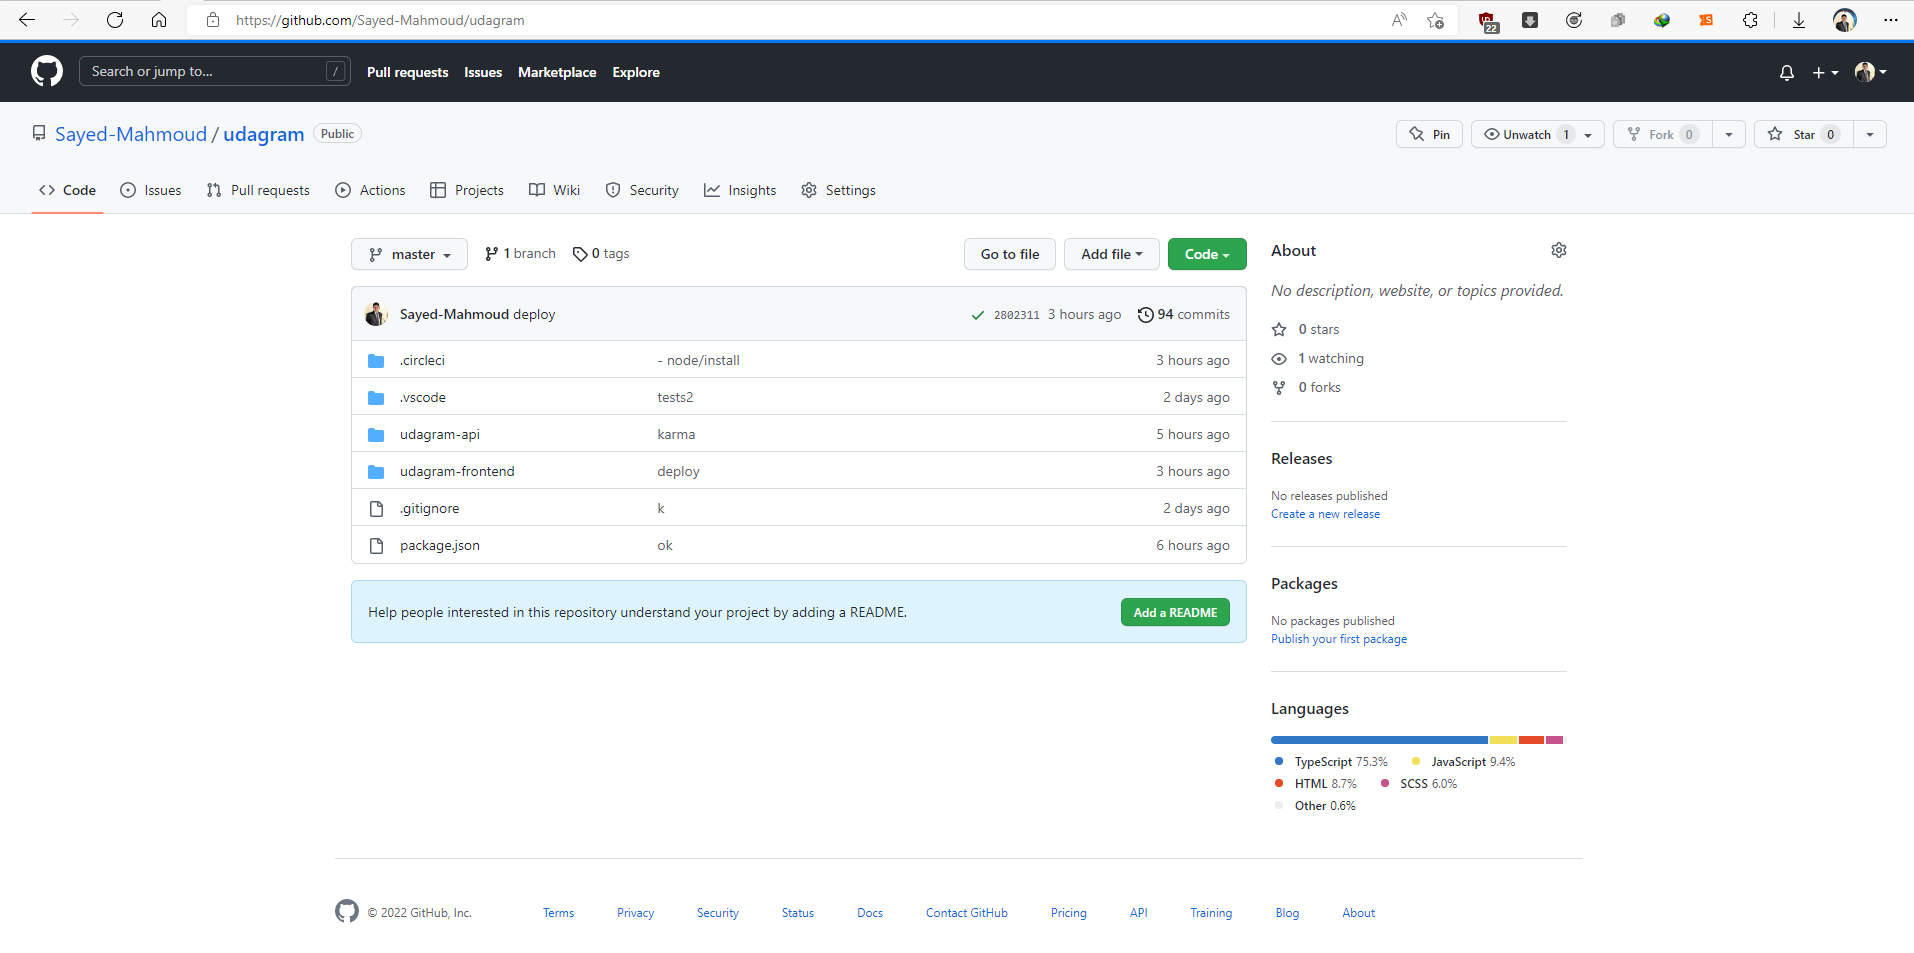 https://github.com/Sayed-Mahmoud/udagram
22
Search or jump to... / Pull requests Issues Marketplace Explore
Sayed-Mahmoud / udagram Public Pin Unwatch 1 Fork 0 Star 0
Code Issues Pull requests Actions Projects Wiki Security Insights Settings
master 1 branch 0 tags Go to file Add file Code
Sayed-Mahmoud deploy 2802311 3 hours ago 94 commits
.circleci - node/install 3 hours ago
.vscode tests2 2 days ago
udagram-api karma 5 hours ago
udagram-frontend deploy 3 hours ago
.gitignore k 2 days ago
package.json ok 6 hours ago
Help people interested in this repository understand your project by adding a README. Add a README
About
No description, website, or topics provided.
0 stars
1 watching
0 forks
Releases
No releases published
Create a new release
Packages
No packages published
Publish your first package
Languages
TypeScript 75.3% JavaScript 9.4%
HTML 8.7% SCSS 6.0%
Other 0.6%
© 2022 GitHub, Inc. Terms Privacy Security Status Docs Contact GitHub Pricing API Training Blog About